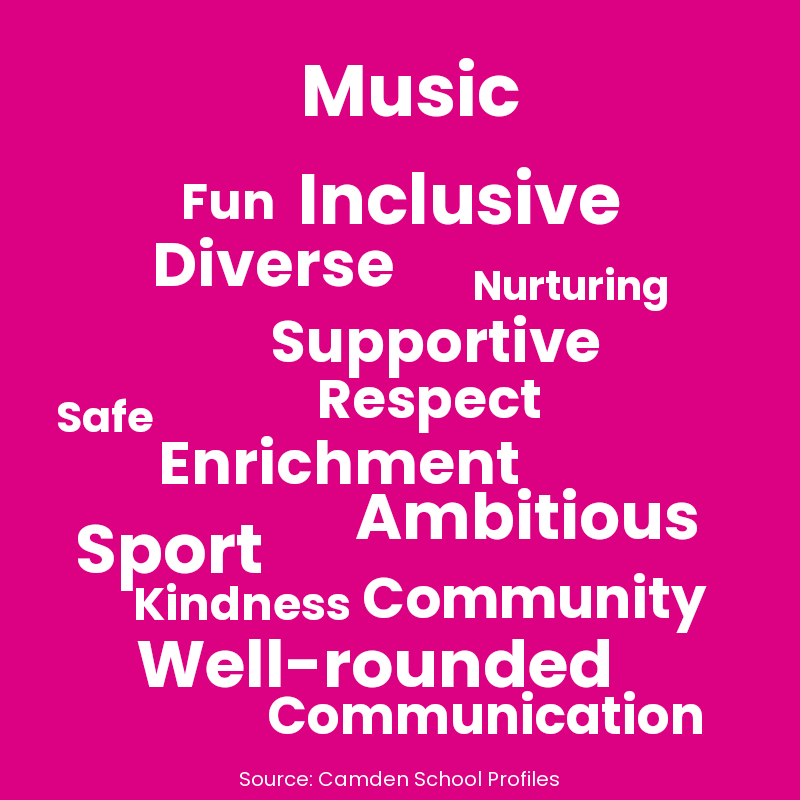 Music
Fun Inclusive
Diverse
Nurturing
Supportive
Respect
Safe
Enrichment
Ambitious
Sport
Kindness Community
Well-rounded
Communication
Source: Camden School Profiles